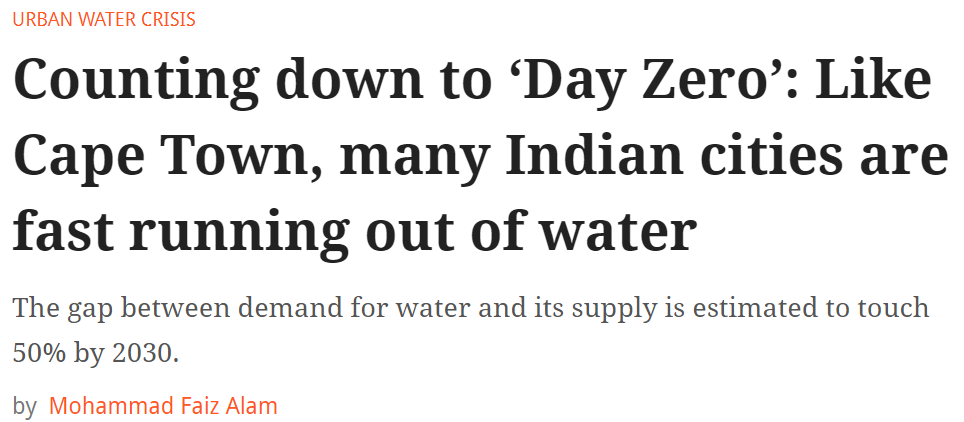 URBAN WATER CRISIS
Counting down to ‘Day Zero’: Like
Cape Town, many Indian cities are
fast running out of water
The gap between demand for water and its supply is estimated to touch
50% by 2030.
by Mohammad Faiz Alam